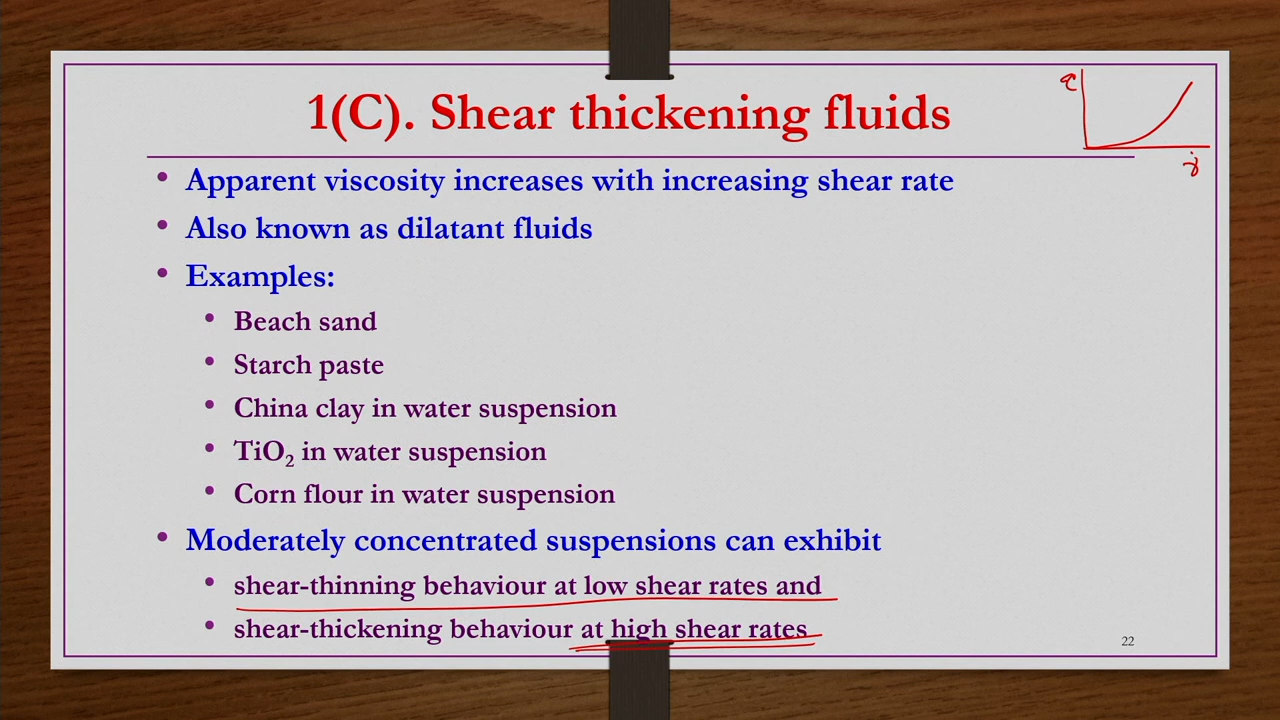 1(C). Shear thickening fluids
τ
γ̇
• Apparent viscosity increases with increasing shear rate
• Also known as dilatant fluids
• Examples:
• Beach sand
• Starch paste
• China clay in water suspension
• TiO₂ in water suspension
• Corn flour in water suspension
• Moderately concentrated suspensions can exhibit
• shear-thinning behaviour at low shear rates and
• shear-thickening behaviour at high shear rates
22